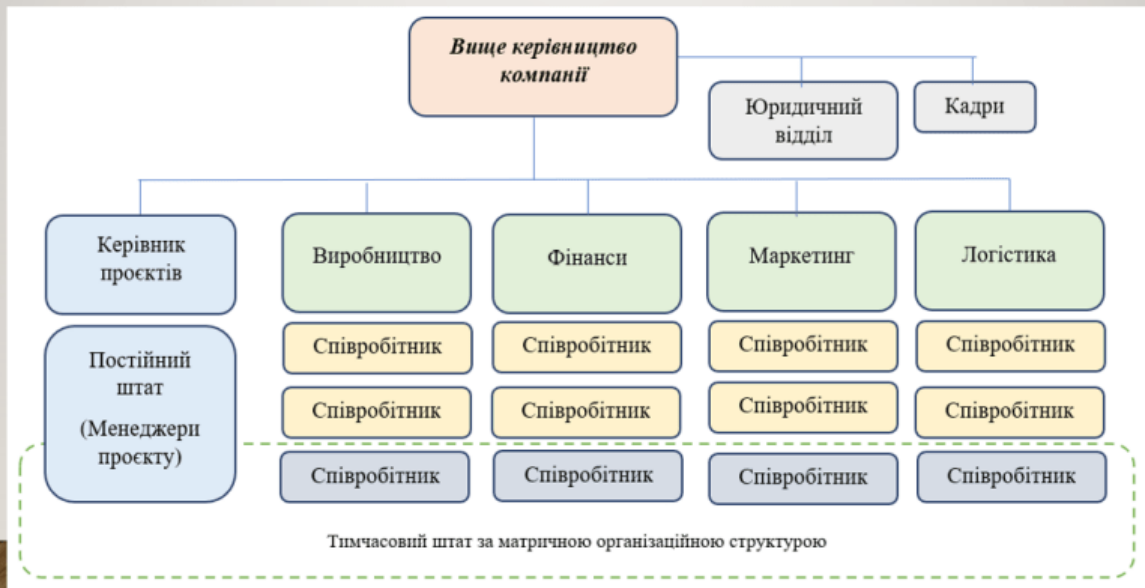 Вище керівництво
компанії
Юридичний
відділ
Кадри
Керівник
проєктів
Виробництво
Фінанси
Маркетинг
Логістика
Постійний
штат
(Менеджери
проєкту)
Співробітник
Співробітник
Співробітник
Співробітник
Співробітник
Співробітник
Співробітник
Співробітник
Співробітник
Співробітник
Співробітник
Співробітник
Тимчасовий штат за матричною організаційною структурою